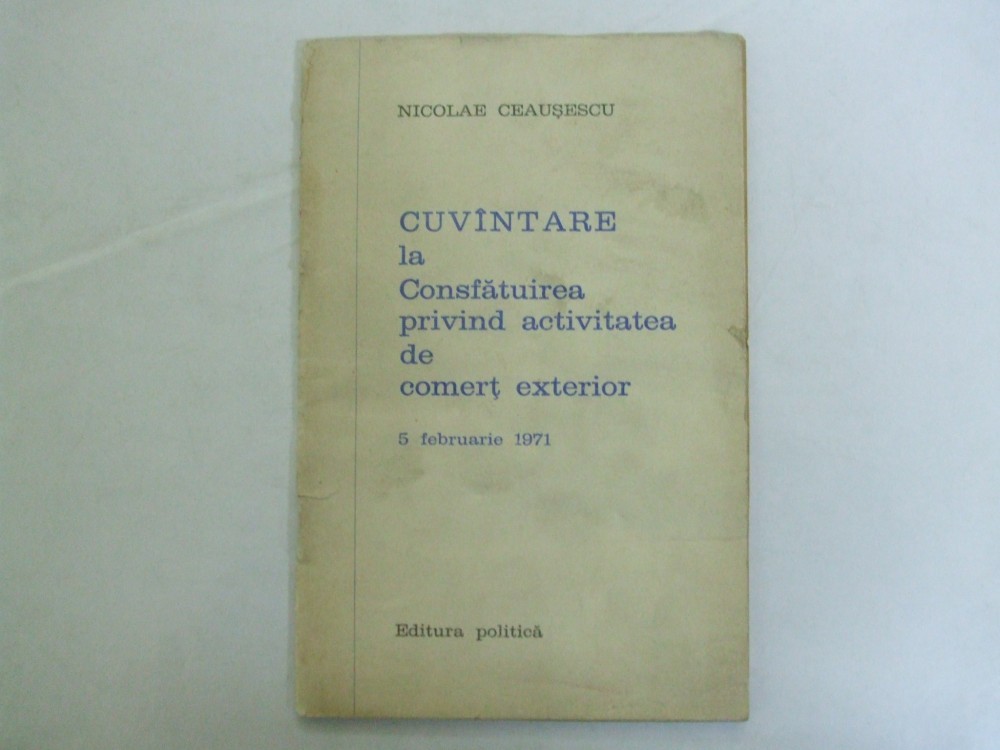 NICOLAE CEAUŞESCU
CUVÎNTARE
la
Consfătuirea
privind activitatea
de
comerţ exterior
5 februarie 1971
Editura politică